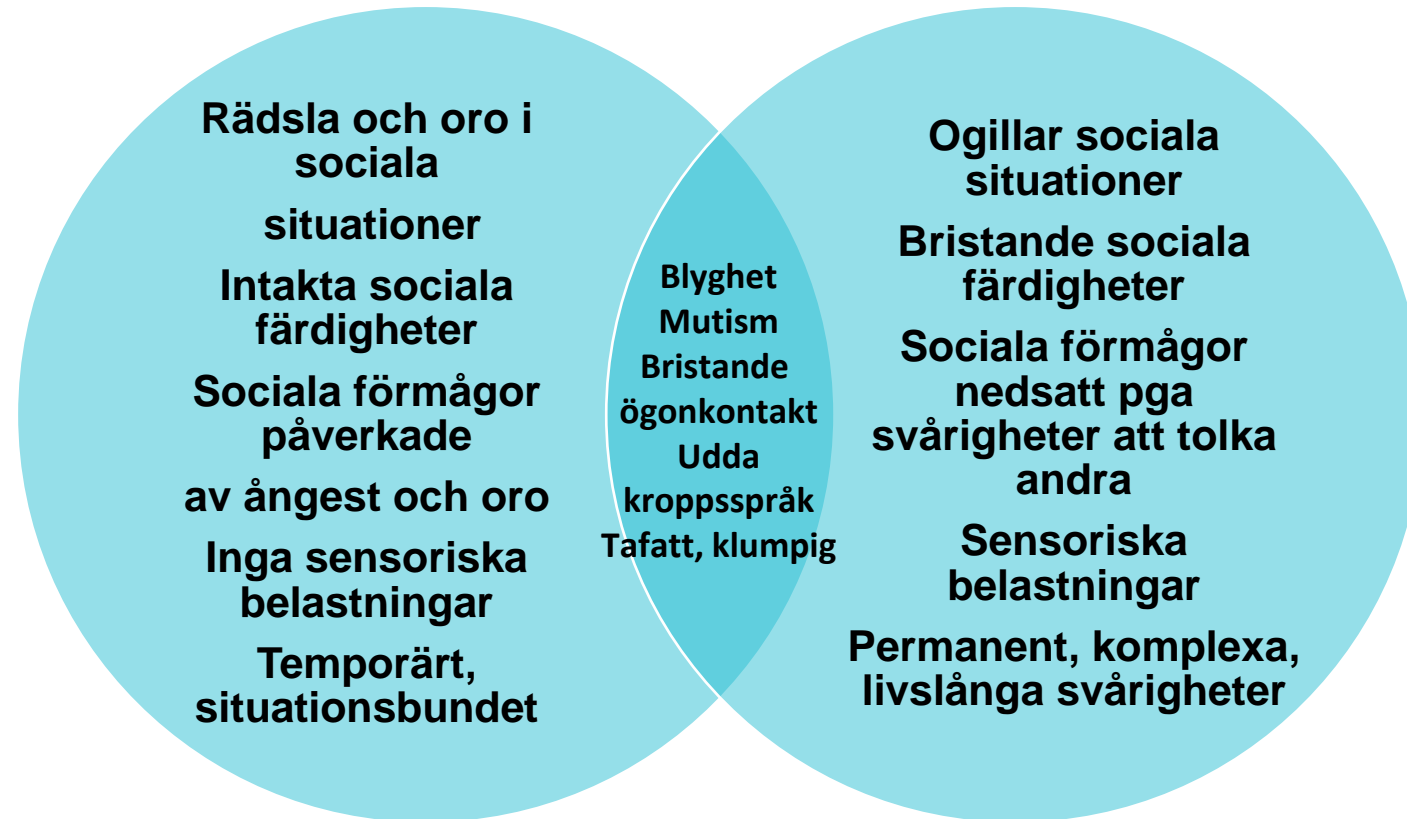 Rädsla och oro i
sociala
situationer
Intakta sociala
färdigheter
Sociala förmågor
påverkade
av ångest och oro
Inga sensoriska
belastningar
Temporärt,
situationsbundet
Blyghet
Mutism
Bristande
ögonkontakt
Udda
kroppsspråk
Tafatt, klumpig
Ogillar sociala
situationer
Bristande sociala
färdigheter
Sociala förmågor
nedsatt pga
svårigheter att tolka
andra
Sensoriska
belastningar
Permanent, komplexa,
livslånga svårigheter